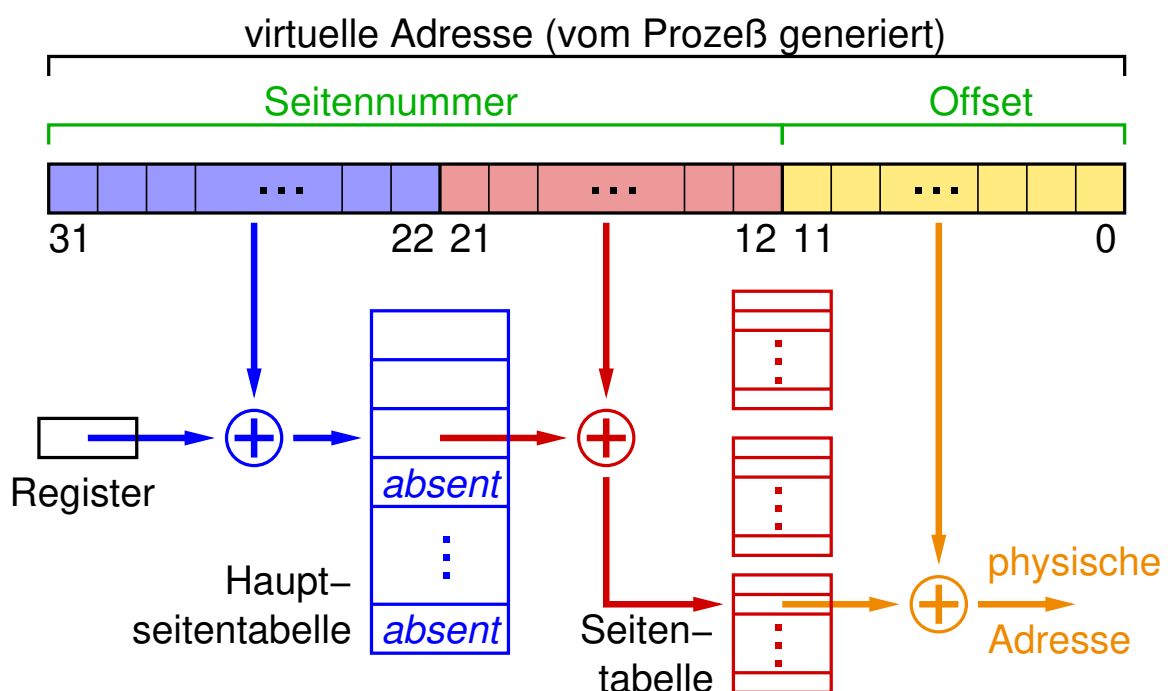 virtuelle Adresse (vom Prozeß generiert)
Seitennummer
Offset
31
22
21
12
11
0
Register
absent
Haupt−
seitentabelle
absent
Seiten−
tabelle
physische
Adresse